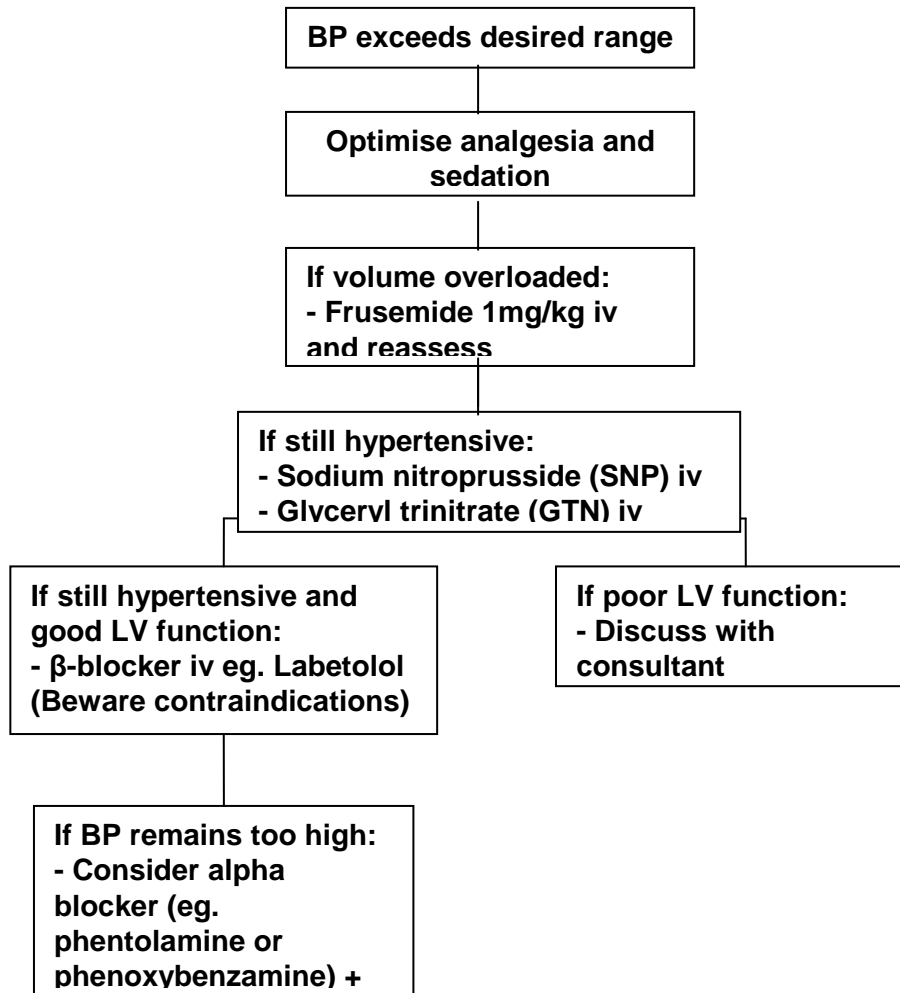 BP exceeds desired range
Optimise analgesia and
sedation
If volume overloaded:
- Frusemide 1mg/kg iv
and reassess
If still hypertensive:
- Sodium nitroprusside (SNP) iv
- Glyceryl trinitrate (GTN) iv
If still hypertensive and
good LV function:
- β-blocker iv eg. Labetolol
(Beware contraindications)
If poor LV function:
- Discuss with
consultant
If BP remains too high:
- Consider alpha
blocker (eg.
phentolamine or
phenoxybenzamine) +